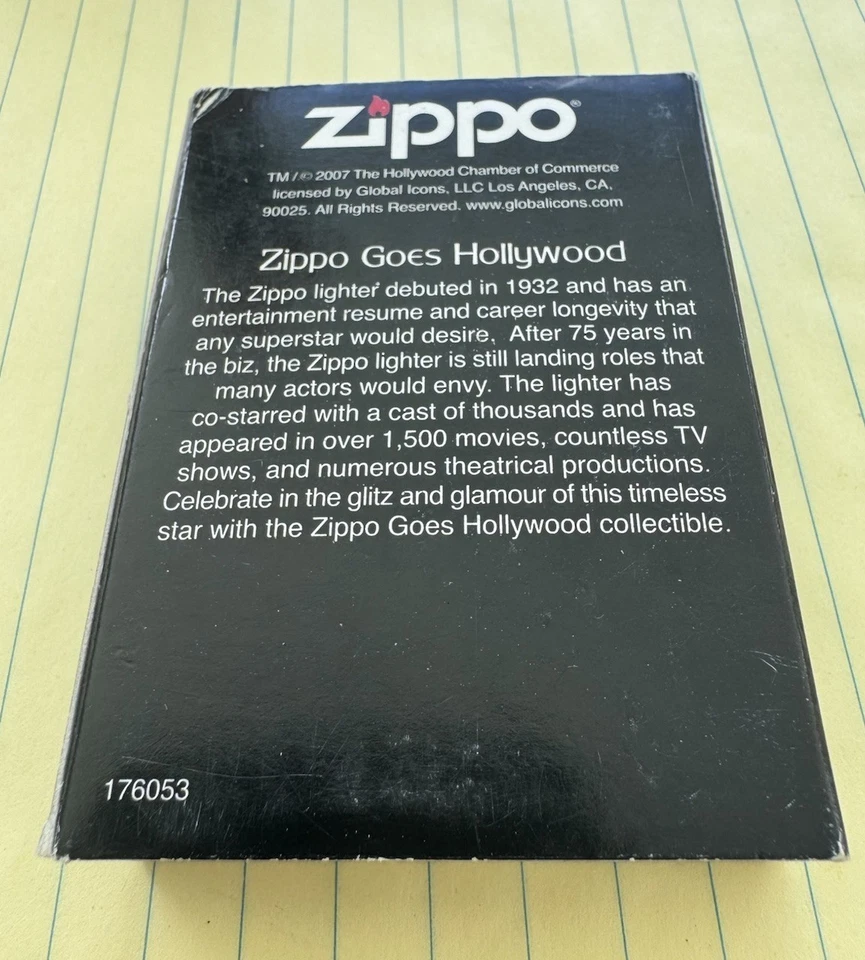 zippo®
TM / © 2007 The Hollywood Chamber of Commerce
licensed by Global Icons, LLC Los Angeles, CA,
90025. All Rights Reserved. www.globalicons.com
Zippo Goes Hollywood
The Zippo lighter debuted in 1932 and has an
entertainment resume and career longevity that
any superstar would desire. After 75 years in
the biz, the Zippo lighter is still landing roles that
many actors would envy. The lighter has
co-starred with a cast of thousands and has
appeared in over 1,500 movies, countless TV
shows, and numerous theatrical productions.
Celebrate in the glitz and glamour of this timeless
star with the Zippo Goes Hollywood collectible.
176053